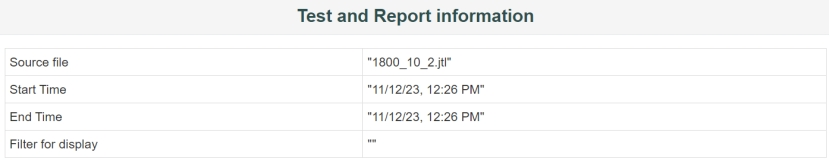 Test and Report information
Source file "1800_10_2.jtl"
Start Time "11/12/23, 12:26 PM"
End Time "11/12/23, 12:26 PM"
Filter for display ""